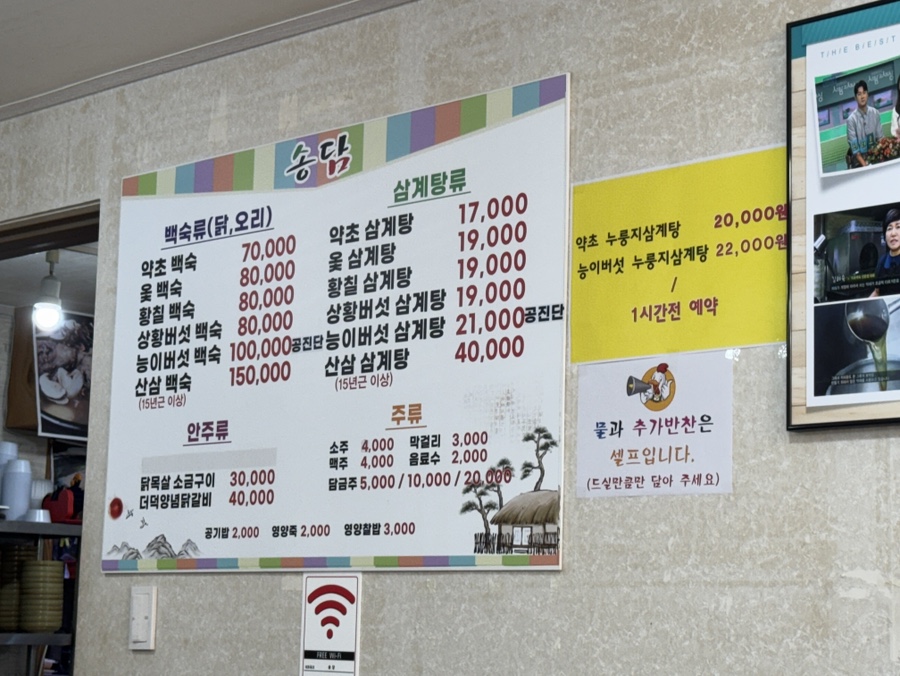 송담
백숙류(닭,오리)
약초 백숙 70,000
옻 백숙 80,000
황칠 백숙 80,000
상황버섯 백숙 80,000
능이버섯 백숙 100,000공진단
산삼 백숙 150,000
(15년근 이상)
삼계탕류
약초 삼계탕 17,000
옻 삼계탕 19,000
황칠 삼계탕 19,000
상황버섯 삼계탕 19,000
능이버섯 삼계탕 21,000공진단
산삼 삼계탕 40,000
(15년근 이상)
안주류
닭목살 소금구이 30,000
더덕양념닭갈비 40,000
주류
소주 4,000 막걸리 3,000
맥주 4,000 음료수 2,000
담금주 5,000 / 10,000 / 20,000
공기밥 2,000 영양죽 2,000 영양찰밥 3,000
약초 누룽지삼계탕 20,000원
능이버섯 누룽지삼계탕 22,000원
/
1시간전 예약
물과 추가반찬은
셀프입니다.
(드실만큼만 담아 주세요)
THE BEST
FREE Wi-Fi